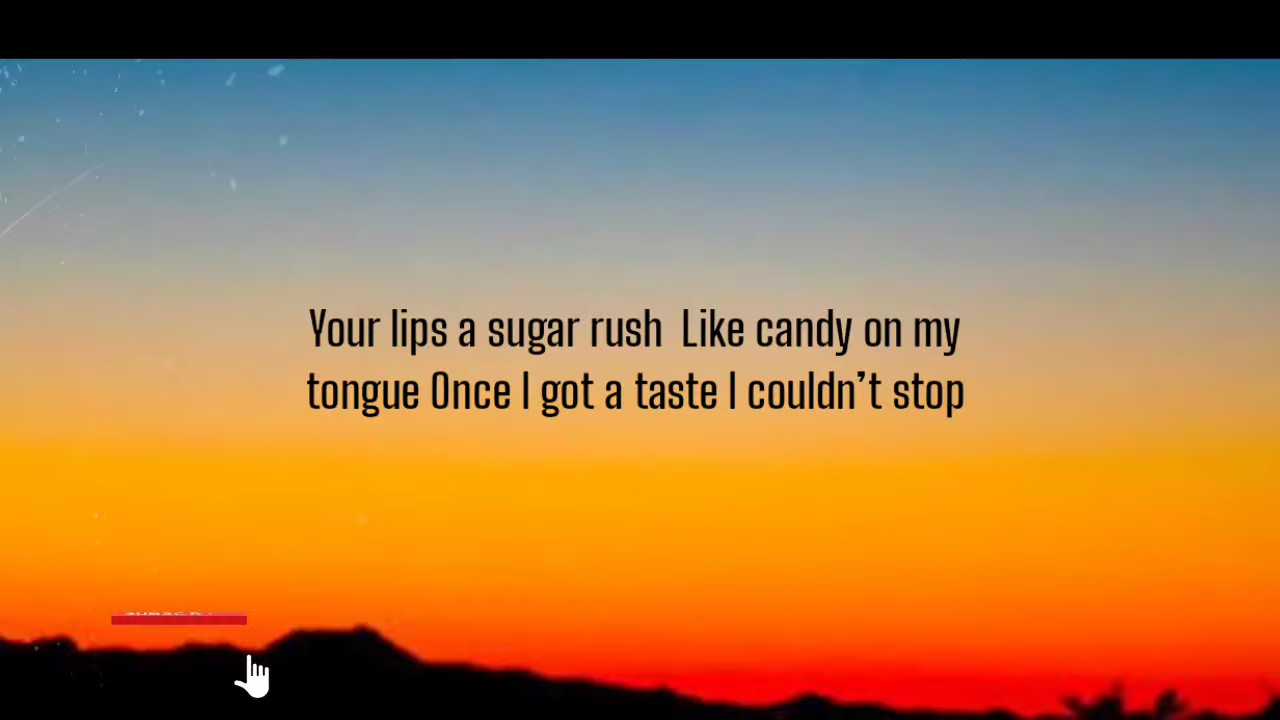 Your lips a sugar rush  Like candy on my
tongue Once I got a taste I couldn’t stop